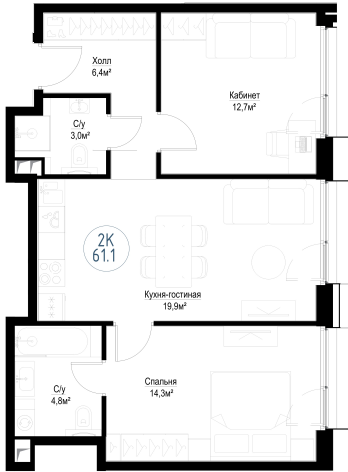 Холл
6,4м²
Кабинет
12,7м²
С/у
3,0м²
2К
61.1
Кухня-гостиная
19,9м²
Спальня
14,3м²
С/у
4,8м²